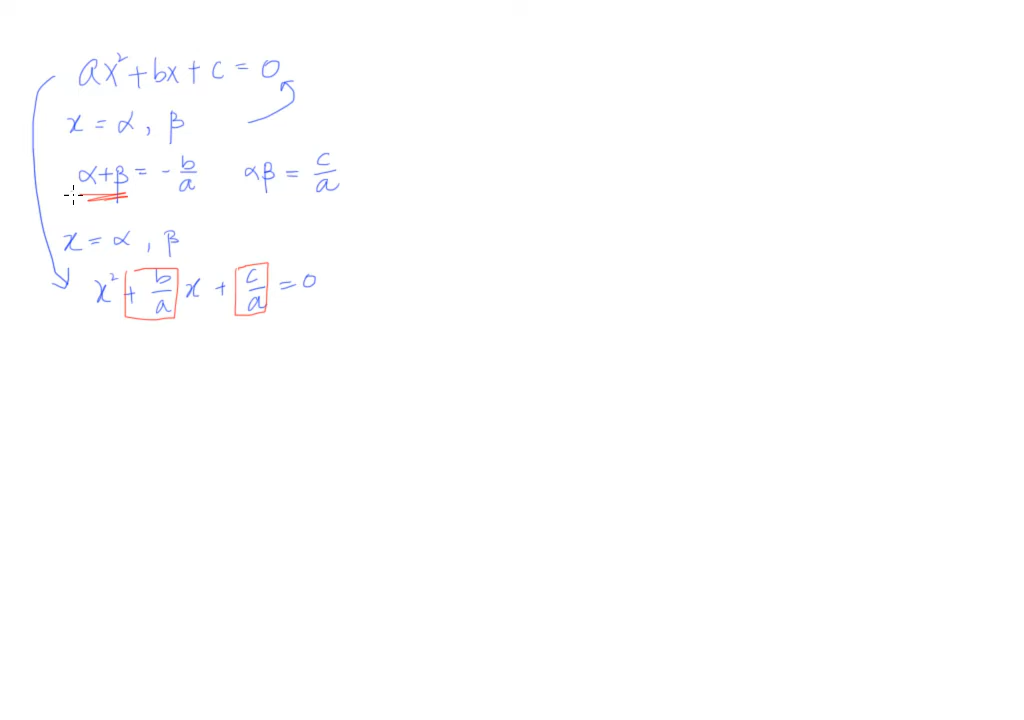 ax² + bx + c = 0
x = α , β
α+β = - b/a αβ = c/a
x = α , β
x² + b/a x + c/a = 0